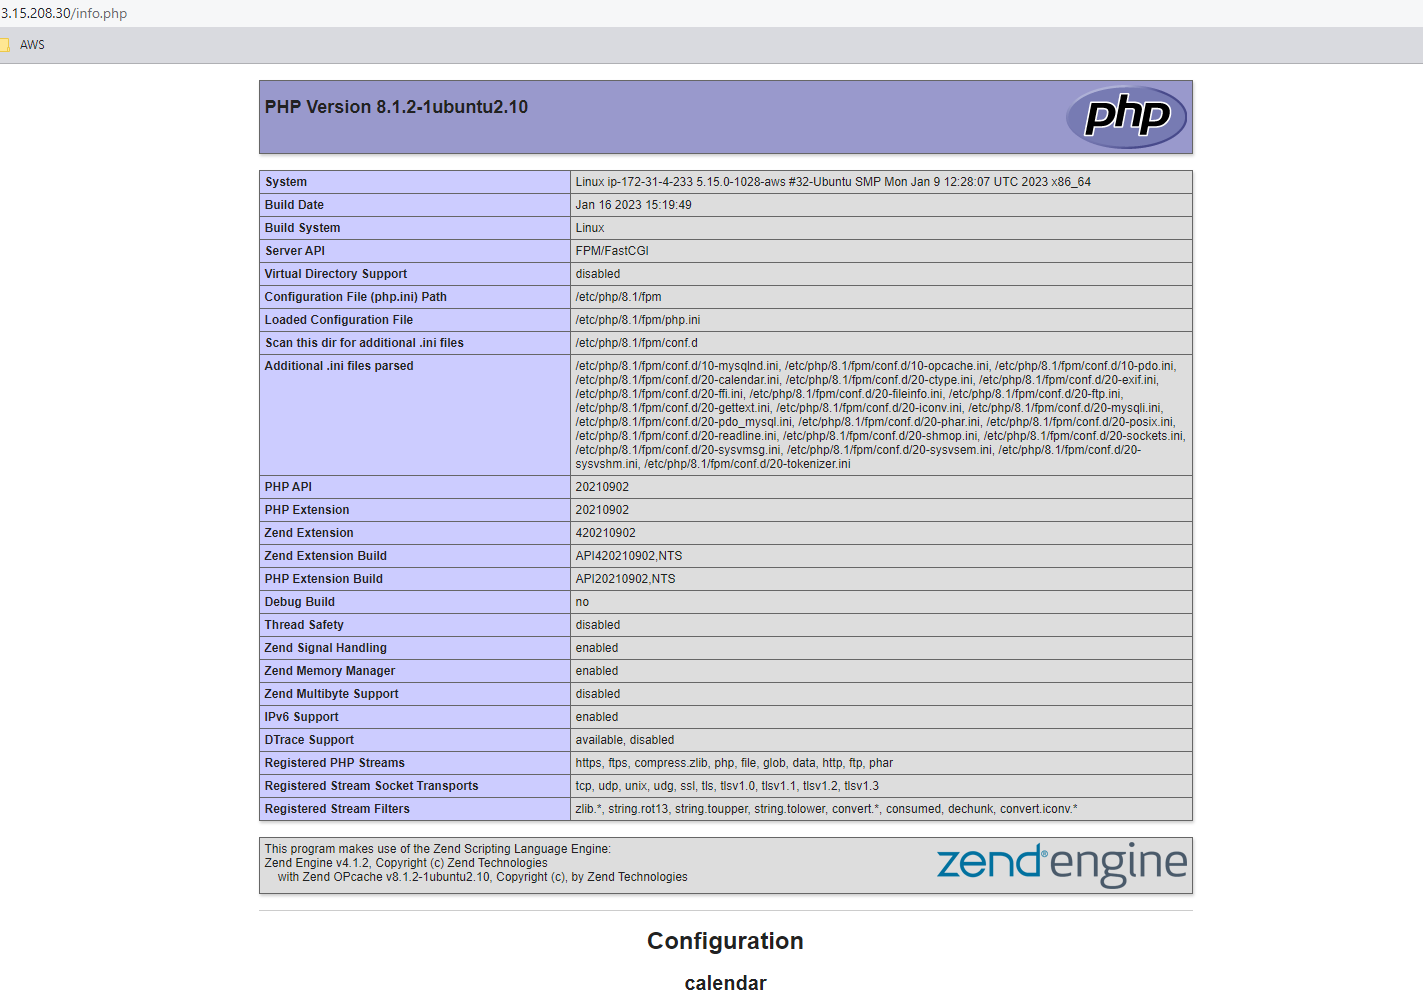 3.15.208.30/info.php
AWS
PHP Version 8.1.2-1ubuntu2.10
php
System Linux ip-172-31-4-233 5.15.0-1028-aws #32-Ubuntu SMP Mon Jan 9 12:28:07 UTC 2023 x86_64
Build Date Jan 16 2023 15:19:49
Build System Linux
Server API FPM/FastCGI
Virtual Directory Support disabled
Configuration File (php.ini) Path /etc/php/8.1/fpm
Loaded Configuration File /etc/php/8.1/fpm/php.ini
Scan this dir for additional .ini files /etc/php/8.1/fpm/conf.d
Additional .ini files parsed /etc/php/8.1/fpm/conf.d/10-mysqlnd.ini, /etc/php/8.1/fpm/conf.d/10-opcache.ini, /etc/php/8.1/fpm/conf.d/10-pdo.ini,
/etc/php/8.1/fpm/conf.d/20-calendar.ini, /etc/php/8.1/fpm/conf.d/20-ctype.ini, /etc/php/8.1/fpm/conf.d/20-exif.ini,
/etc/php/8.1/fpm/conf.d/20-ffi.ini, /etc/php/8.1/fpm/conf.d/20-fileinfo.ini, /etc/php/8.1/fpm/conf.d/20-ftp.ini,
/etc/php/8.1/fpm/conf.d/20-gettext.ini, /etc/php/8.1/fpm/conf.d/20-iconv.ini, /etc/php/8.1/fpm/conf.d/20-mysqli.ini,
/etc/php/8.1/fpm/conf.d/20-pdo_mysql.ini, /etc/php/8.1/fpm/conf.d/20-phar.ini, /etc/php/8.1/fpm/conf.d/20-posix.ini,
/etc/php/8.1/fpm/conf.d/20-readline.ini, /etc/php/8.1/fpm/conf.d/20-shmop.ini, /etc/php/8.1/fpm/conf.d/20-sockets.ini,
/etc/php/8.1/fpm/conf.d/20-sysvmsg.ini, /etc/php/8.1/fpm/conf.d/20-sysvsem.ini, /etc/php/8.1/fpm/conf.d/20-
sysvshm.ini, /etc/php/8.1/fpm/conf.d/20-tokenizer.ini
PHP API 20210902
PHP Extension 20210902
Zend Extension 420210902
Zend Extension Build API420210902,NTS
PHP Extension Build API20210902,NTS
Debug Build no
Thread Safety disabled
Zend Signal Handling enabled
Zend Memory Manager enabled
Zend Multibyte Support disabled
IPv6 Support enabled
DTrace Support available, disabled
Registered PHP Streams https, ftps, compress.zlib, php, file, glob, data, http, ftp, phar
Registered Stream Socket Transports tcp, udp, unix, udg, ssl, tls, tlsv1.0, tlsv1.1, tlsv1.2, tlsv1.3
Registered Stream Filters zlib.*, string.rot13, string.toupper, string.tolower, convert.*, consumed, dechunk, convert.iconv.*
This program makes use of the Zend Scripting Language Engine:
Zend Engine v4.1.2, Copyright (c) Zend Technologies
with Zend OPcache v8.1.2-1ubuntu2.10, Copyright (c), by Zend Technologies
zend®engine
Configuration
calendar